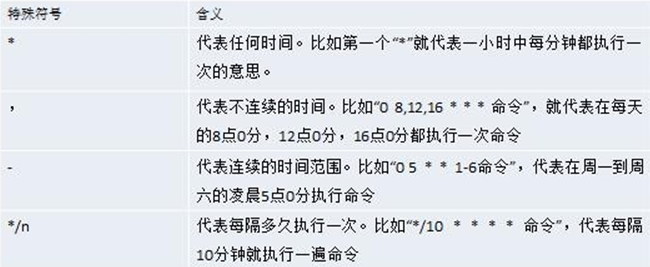 特殊符号 含义
* 代表任何时间。比如第一个“*”就代表一小时中每分钟都执行一
次的意思。
， 代表不连续的时间。比如“0 8,12,16 * * * 命令”，就代表在每天
的8点0分，12点0分，16点0分都执行一次命令
- 代表连续的时间范围。比如“0 5 * * 1-6命令”，代表在周一到周
六的凌晨5点0分执行命令
*/n 代表每隔多久执行一次。比如“*/10 * * * * 命令”，代表每隔
10分钟就执行一遍命令